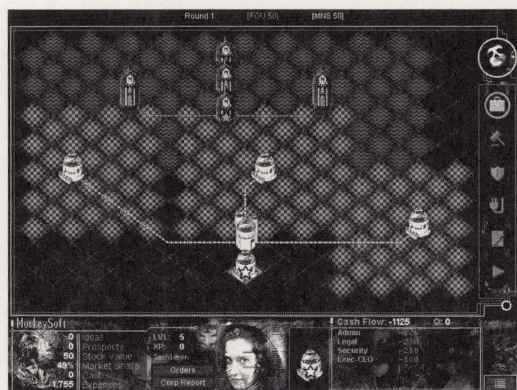 Round 1 [FOU 50] [MNS 50]
MonkeySoft
0 Ideas
0 Prospects
50 Stock Value
49% Market Share
0 Cash
1,755 Expenses
LVL: 5
XP: 0
Orders
Corp Report
Cash Flow: -1125 O: 0
Admin
Legal -250
Security -250 0
Exec-CEO -500